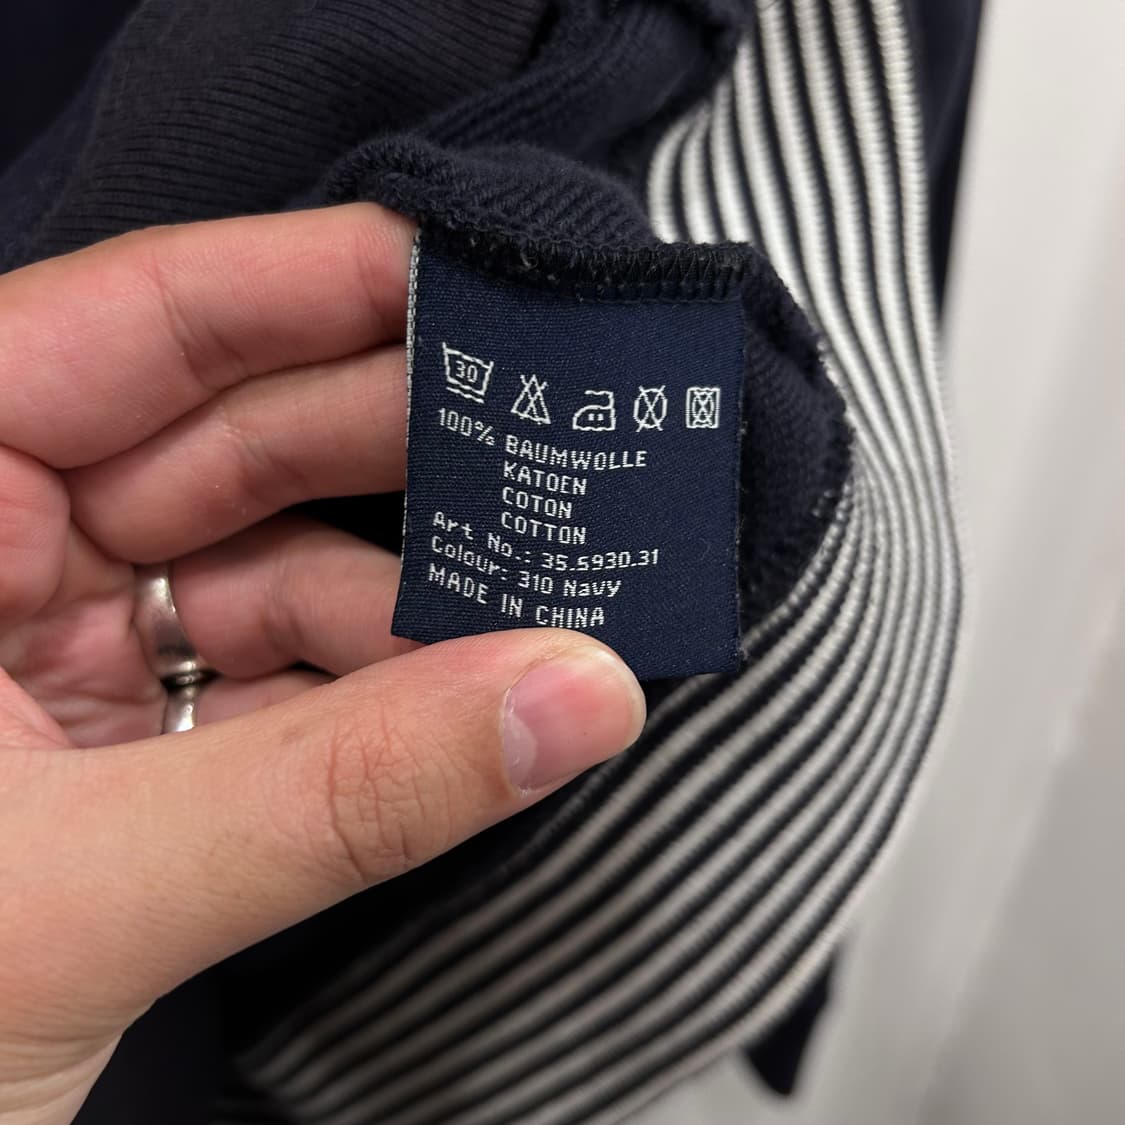 30
100% BAUMWOLLE
KATOEN
COTON
COTTON
Art No.: 35.5930.31
Colour: 310 Navy
MADE IN CHINA